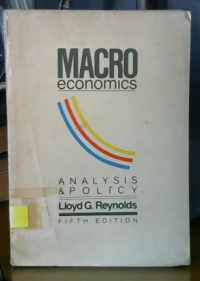 MACRO
economics
ANALYSIS
& POLICY
Lloyd G. Reynolds
FIFTH EDITION